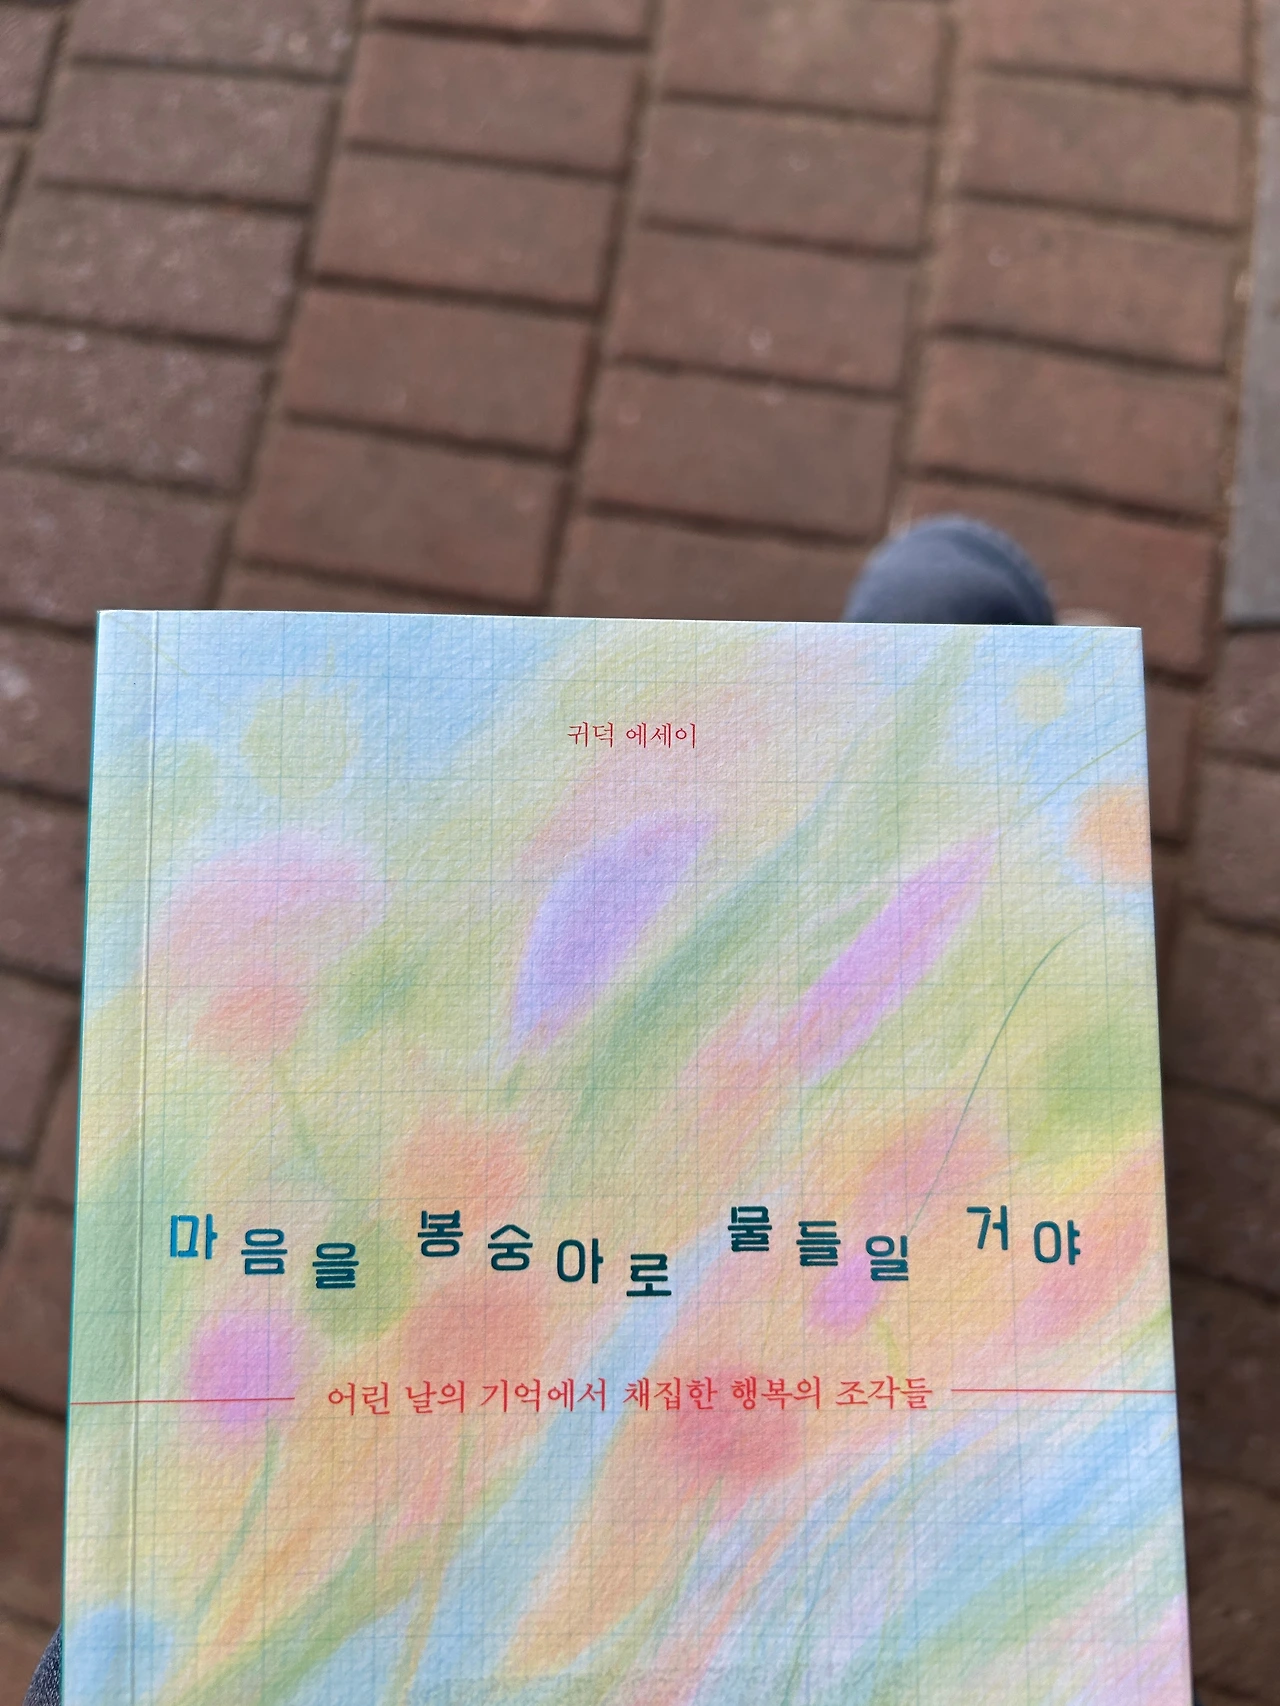 귀덕 에세이
마음을 봉숭아로 물들일 거야
어린 날의 기억에서 채집한 행복의 조각들